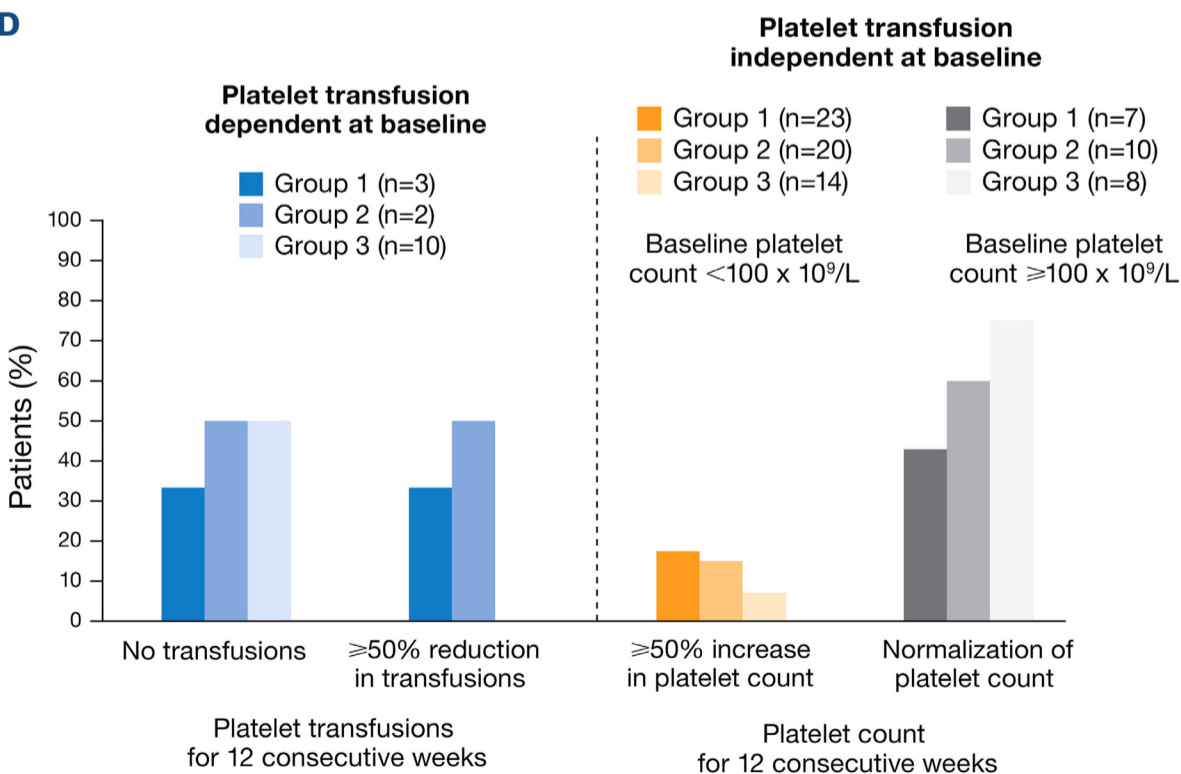 D
Platelet transfusion
dependent at baseline
Group 1 (n=3)
Group 2 (n=2)
Group 3 (n=10)
Platelet transfusion
independent at baseline
Group 1 (n=23)
Group 2 (n=20)
Group 3 (n=14)
Baseline platelet
count <100 x 10⁹/L
Group 1 (n=7)
Group 2 (n=10)
Group 3 (n=8)
Baseline platelet
count ⩾100 x 10⁹/L
Patients (%)
100
90
80
70
60
50
40
30
20
10
0
No transfusions
⩾50% reduction
in transfusions
Platelet transfusions
for 12 consecutive weeks
⩾50% increase
in platelet count
Normalization of
platelet count
Platelet count
for 12 consecutive weeks